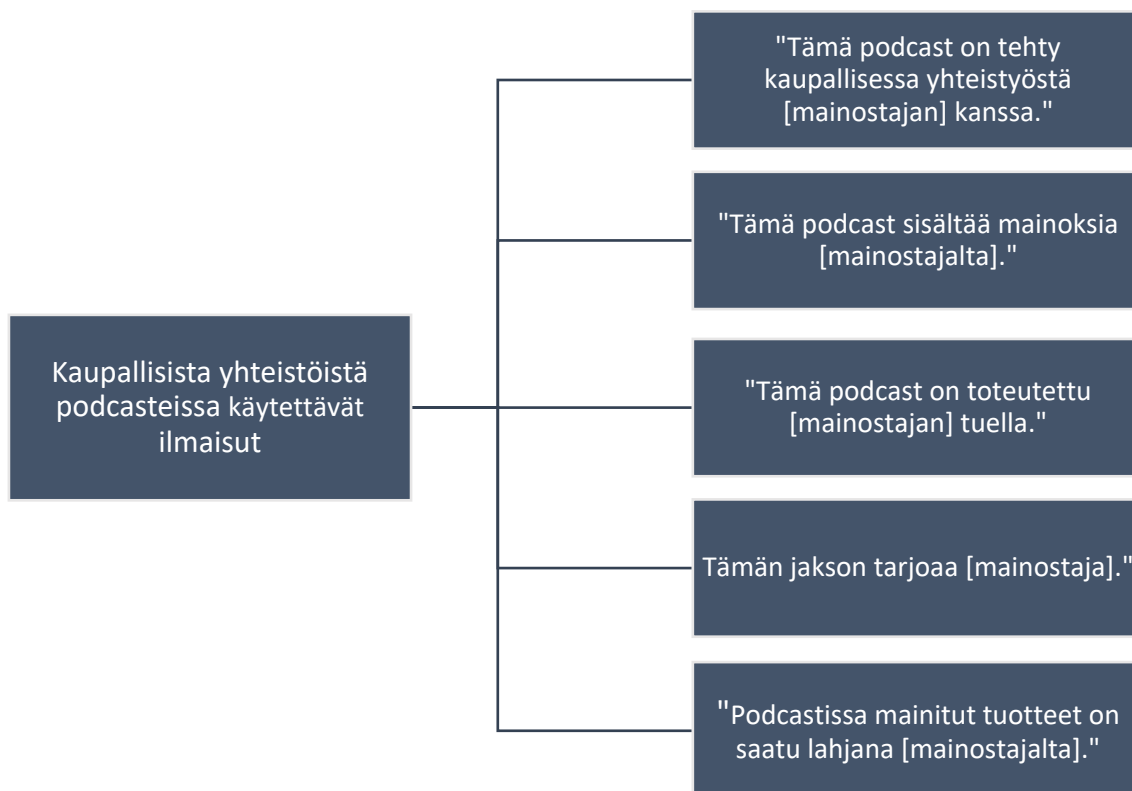 "Tämä podcast on tehty
kaupallisessa yhteistyöstä
[mainostajan] kanssa."
"Tämä podcast sisältää mainoksia
[mainostajalta]."
Kaupallisista yhteistöistä
podcasteissa käytettävät
ilmaisut
"Tämä podcast on toteutettu
[mainostajan] tuella."
Tämän jakson tarjoaa [mainostaja]."
"Podcastissa mainitut tuotteet on
saatu lahjana [mainostajalta]."